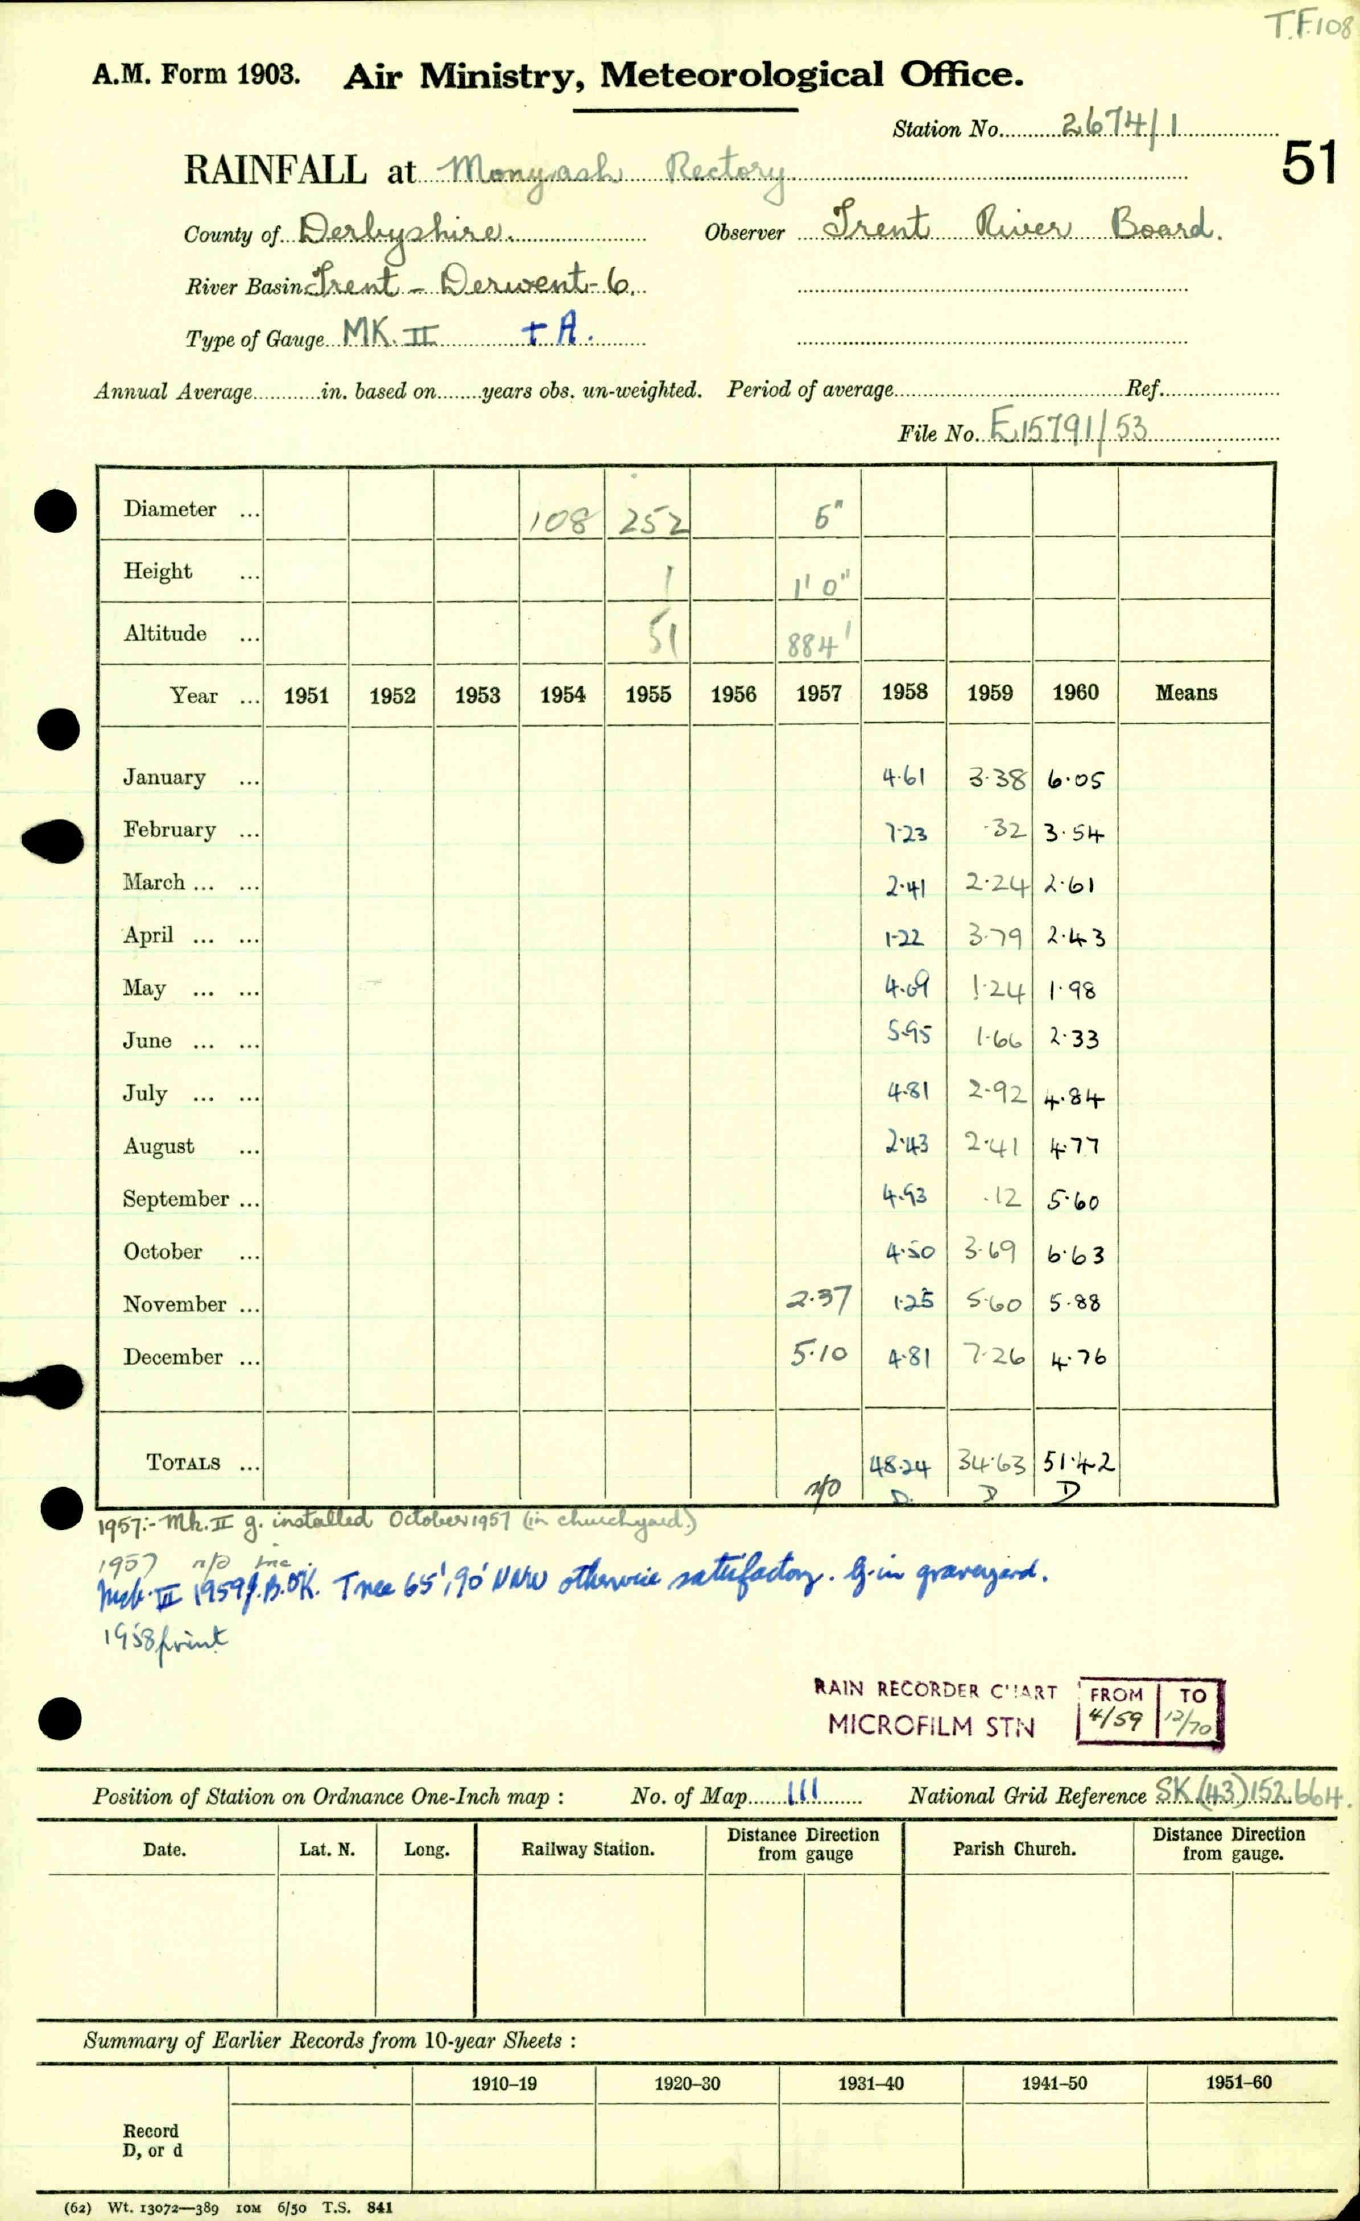 T.F.108
A.M. Form 1903. Air Ministry, Meteorological Office.
Station No. 2674/1
51
RAINFALL at Monyash Rectory
County of Derbyshire. Observer Trent River Board.
River Basin Trent - Derwent - 6.
Type of Gauge MK. II + A.
Annual Average............in. based on.......years obs. un-weighted. Period of average..............................Ref...............
File No. E15791/53
Diameter ... 108 252 5"
Height ... 1 1' 0"
Altitude ... 51 884'
Year ... 1951 1952 1953 1954 1955 1956 1957 1958 1959 1960 Means
January ... 4.61 3.38 6.05
February ... 7.23 .32 3.54
March ... ... 2.41 2.24 2.61
April ... ... 1.22 3.79 2.43
May ... ... 4.09 1.24 1.98
June ... ... 5.95 1.66 2.33
July ... ... 4.81 2.92 4.84
August ... 2.43 2.41 4.77
September ... 4.93 .12 5.60
October ... 4.50 3.69 6.63
November ... 2.37 1.25 5.60 5.88
December ... 5.10 4.81 7.26 4.76
TOTALS ... 48.24 34.63 51.42
n/o D. D D
1957:- Mk. II g. installed October 1957 (in churchyard.)
1957 n/o inc.
Mk. II 1959 J.B. OK. Tree 65', 90' NNW otherwise satisfactory. G. in graveyard.
1958 print
RAIN RECORDER CHART FROM TO
MICROFILM STN 4/59 12/70
Position of Station on Ordnance One-Inch map : No. of Map 111 National Grid Reference SK (43) 152.664.
Date. Lat. N. Long. Railway Station. Distance Direction from gauge Parish Church. Distance Direction from gauge.
Summary of Earlier Records from 10-year Sheets :
1910–19 1920–30 1931–40 1941–50 1951–60
Record
D, or d
(62) Wt. 13072—389 10M 6/50 T.S. 841